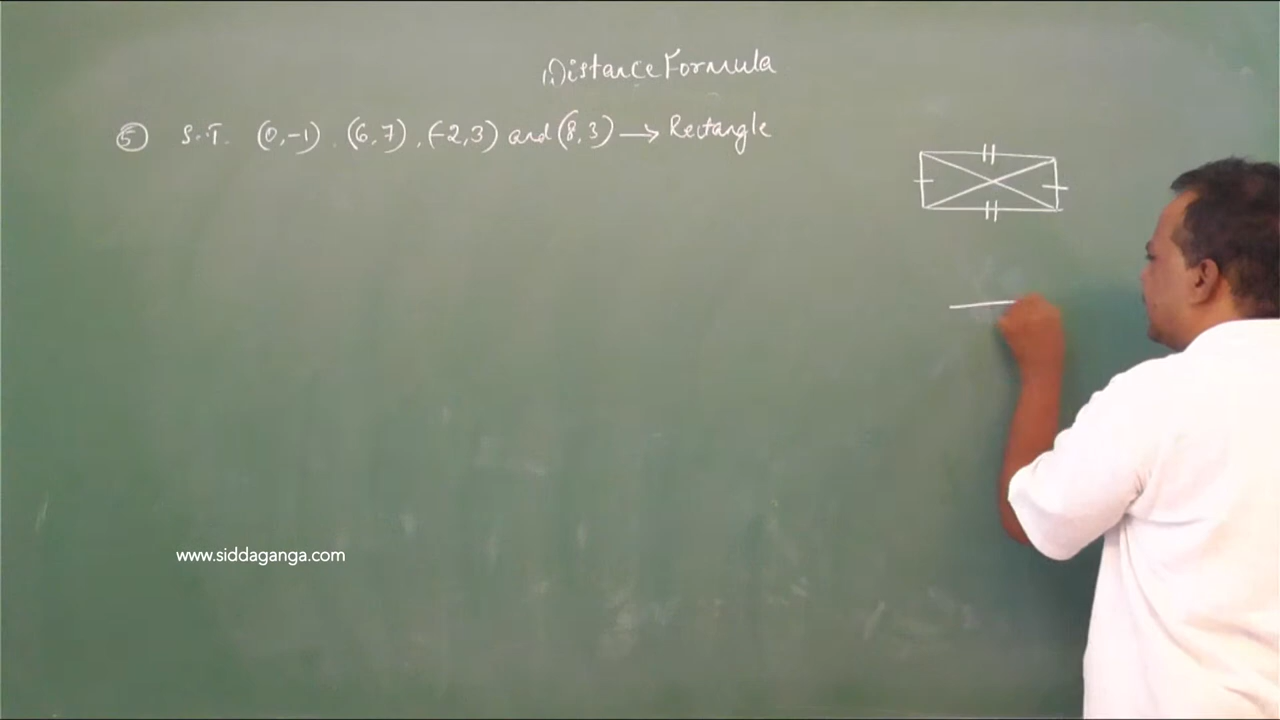 Distance Formula
⑤ S.T. (0,-1), (6,7), (-2,3) and (8,3) → Rectangle
www.siddaganga.com